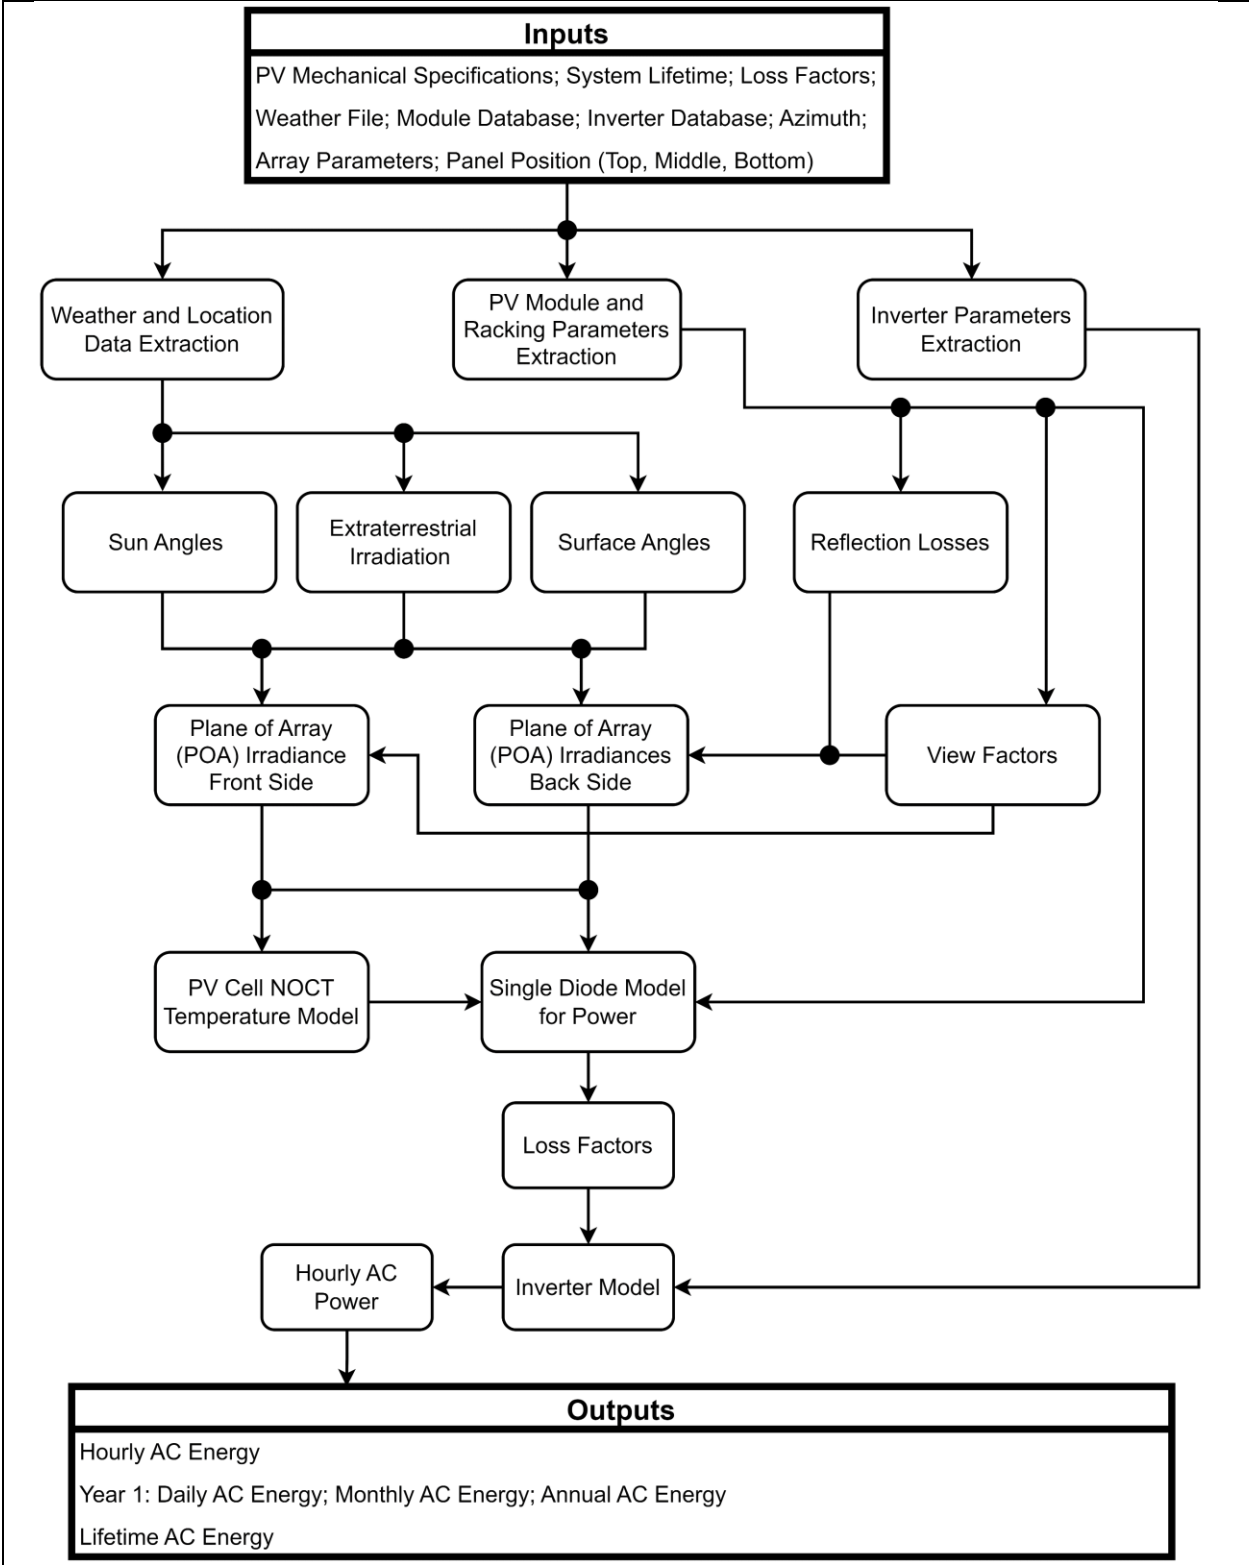 Inputs
PV Mechanical Specifications; System Lifetime; Loss Factors;
Weather File; Module Database; Inverter Database; Azimuth;
Array Parameters; Panel Position (Top, Middle, Bottom)
Weather and Location
Data Extraction
PV Module and
Racking Parameters
Extraction
Inverter Parameters
Extraction
Sun Angles
Extraterrestrial
Irradiation
Surface Angles
Reflection Losses
Plane of Array
(POA) Irradiance
Front Side
Plane of Array
(POA) Irradiances
Back Side
View Factors
PV Cell NOCT
Temperature Model
Single Diode Model
for Power
Loss Factors
Hourly AC
Power
Inverter Model
Outputs
Hourly AC Energy
Year 1: Daily AC Energy; Monthly AC Energy; Annual AC Energy
Lifetime AC Energy